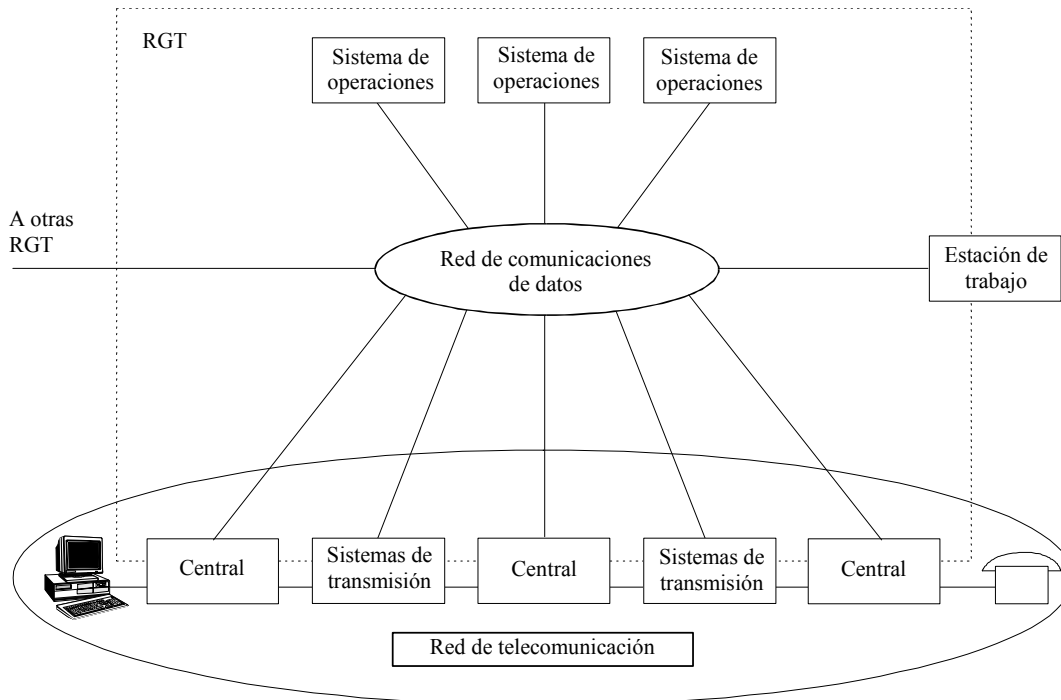 RGT
Sistema de
operaciones
Sistema de
operaciones
Sistema de
operaciones
A otras
RGT
Red de comunicaciones
de datos
Estación de
trabajo
Central
Sistemas de
transmisión
Central
Sistemas de
transmisión
Central
Red de telecomunicación